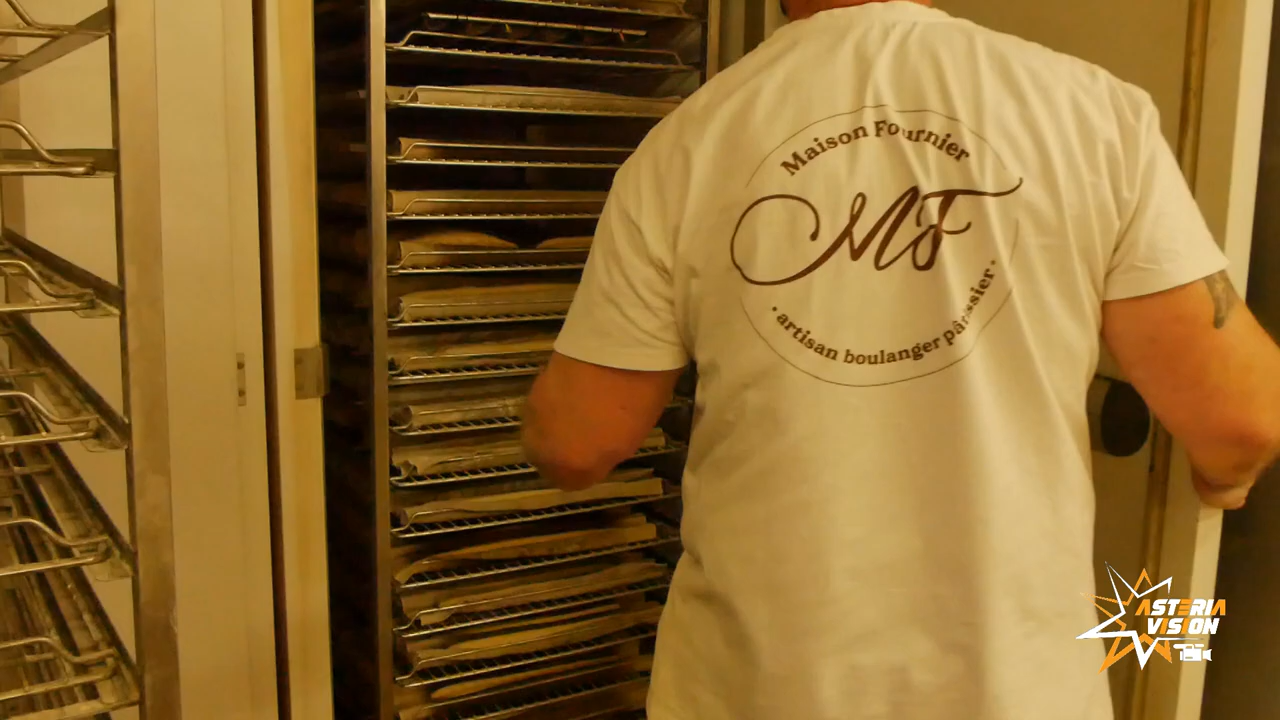 Maison Fournier
MF
• artisan boulanger pâtissier •
ASTERIA
VISION